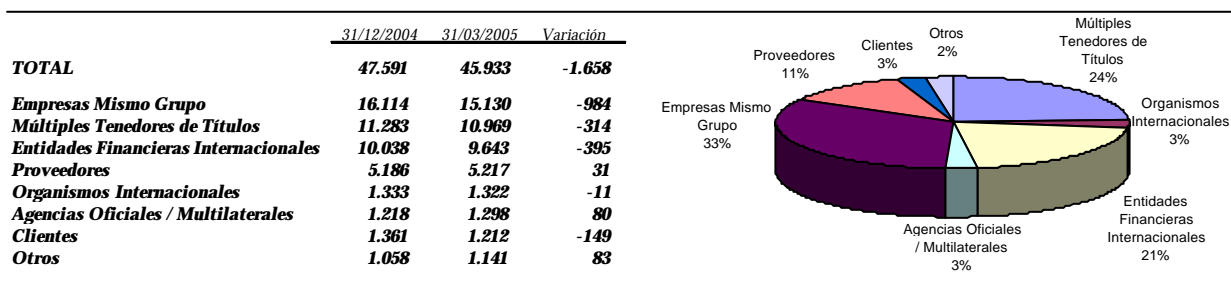 31/12/2004 31/03/2005 Variación
TOTAL 47.591 45.933 -1.658
Empresas Mismo Grupo 16.114 15.130 -984
Múltiples Tenedores de Títulos 11.283 10.969 -314
Entidades Financieras Internacionales 10.038 9.643 -395
Proveedores 5.186 5.217 31
Organismos Internacionales 1.333 1.322 -11
Agencias Oficiales / Multilaterales 1.218 1.298 80
Clientes 1.361 1.212 -149
Otros 1.058 1.141 83
Proveedores
11%
Clientes
3%
Otros
2%
Múltiples
Tenedores de
Títulos
24%
Organismos
Internacionales
3%
Empresas Mismo
Grupo
33%
Entidades
Financieras
Internacionales
21%
Agencias Oficiales
/ Multilaterales
3%